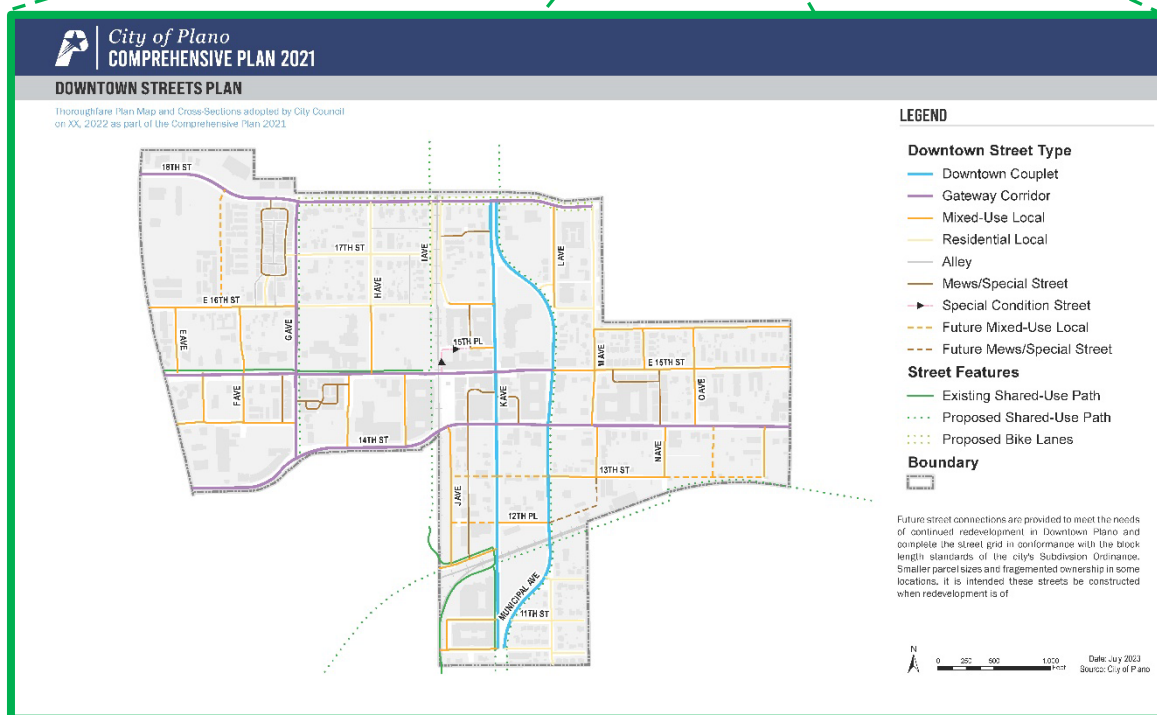 City of Plano
COMPREHENSIVE PLAN 2021
DOWNTOWN STREETS PLAN
Thoroughfare Plan Map and Cross-Sections adopted by City Council
on XX, 2022 as part of the Comprehensive Plan 2021
LEGEND
Downtown Street Type
Downtown Couplet
Gateway Corridor
Mixed-Use Local
Residential Local
Alley
Mews/Special Street
Special Condition Street
Future Mixed-Use Local
Future Mews/Special Street
Street Features
Existing Shared-Use Path
Proposed Shared-Use Path
Proposed Bike Lanes
Boundary
Future street connections are provided to meet the needs
of continued redevelopment in Downtown Plano and
complete the street grid in conformance with the block
length standards of the city's Subdivsion Ordinance.
Smaller parcel sizes and fragmented ownership in some
locations, it is intended these streets be constructed
when redevelopment is of
N
0 250 500 1,000
Feet
Date: July 2023
Source: City of Plano
18TH ST
17TH ST
I AVE
H AVE
L AVE
E 16TH ST
E AVE
G AVE
15TH PL
M AVE
E 15TH ST
F AVE
K AVE
O AVE
14TH ST
N AVE
13TH ST
J AVE
12TH PL
MUNICIPAL AVE
11TH ST